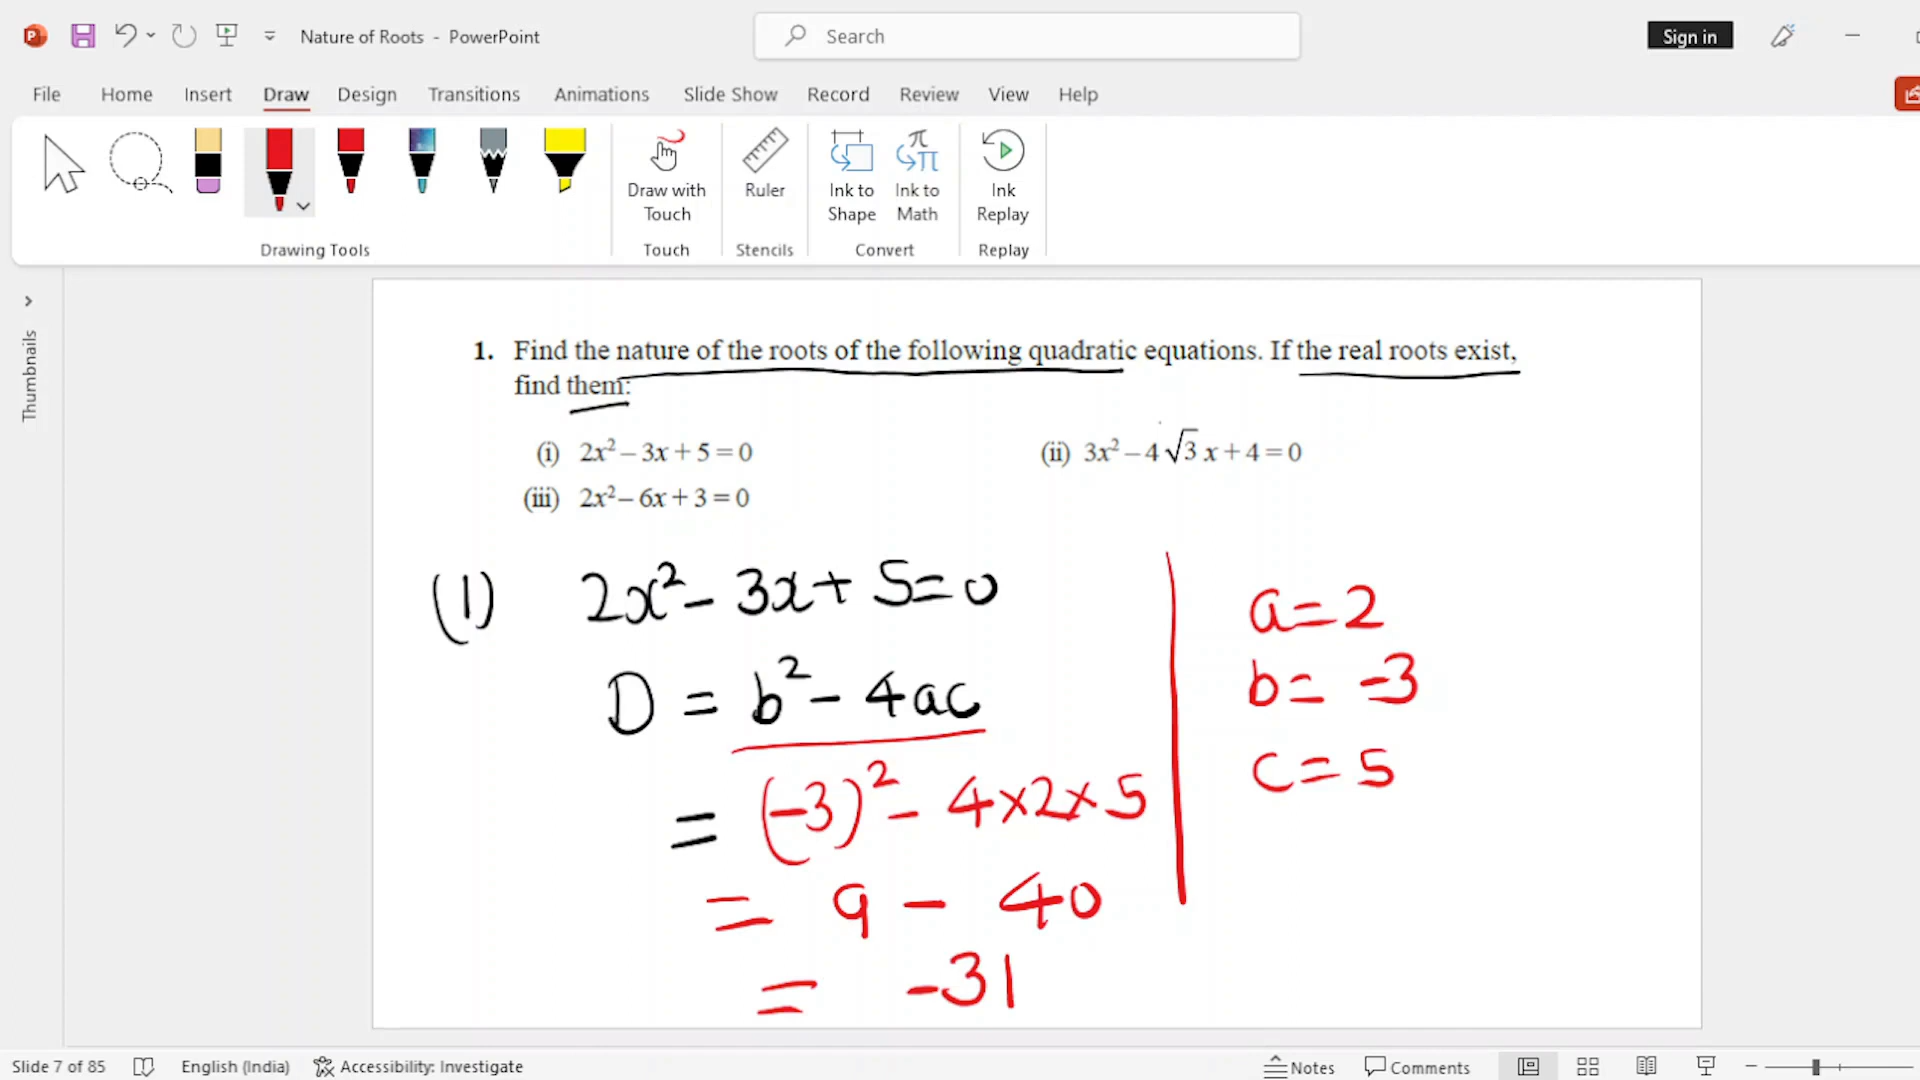 Nature of Roots - PowerPoint
Search
Sign in
File Home Insert Draw Design Transitions Animations Slide Show Record Review View Help
Draw with Touch
Ruler
Ink to Shape
Ink to Math
Ink Replay
Drawing Tools Touch Stencils Convert Replay
Thumbnails
1. Find the nature of the roots of the following quadratic equations. If the real roots exist,
find them:
(i) 2x² – 3x + 5 = 0 (ii) 3x² – 4√3 x + 4 = 0
(iii) 2x² – 6x + 3 = 0
(1) 2x² - 3x + 5 = 0
D = b² - 4ac
= (-3)² - 4×2×5
= 9 - 40
= -31
a = 2
b = -3
c = 5
Slide 7 of 85 English (India) Accessibility: Investigate Notes Comments